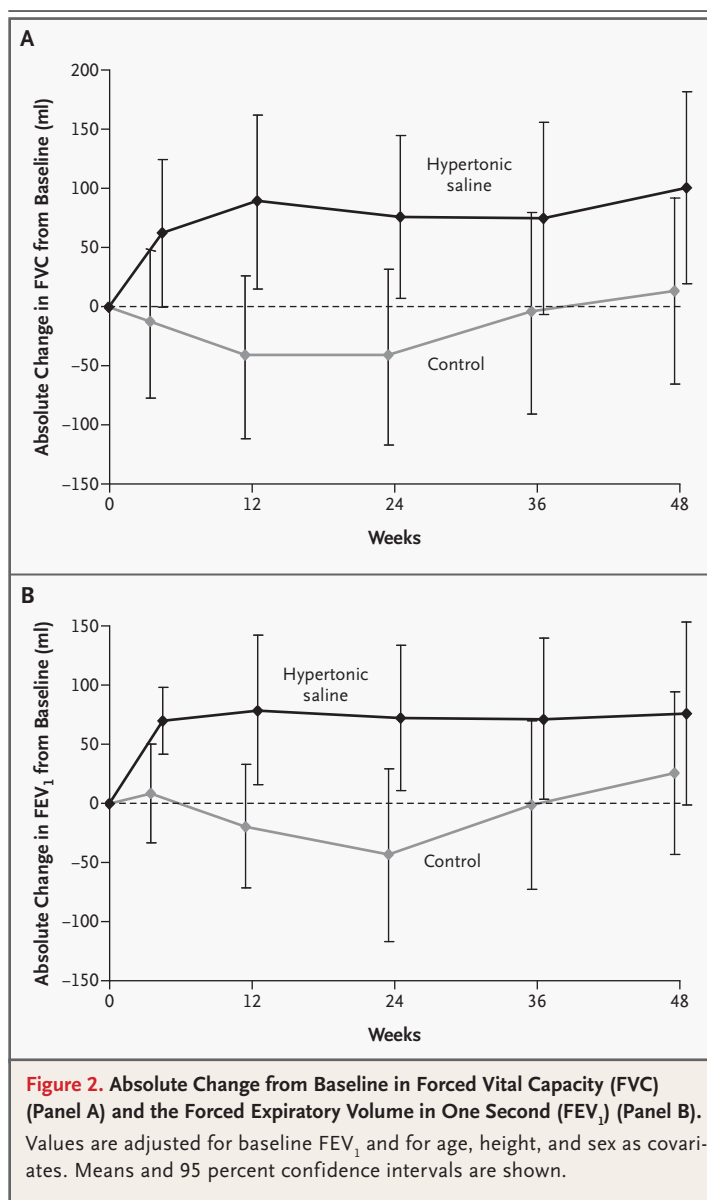 A
Absolute Change in FVC from Baseline (ml)
200
150
100
50
0
–50
–100
–150
Hypertonic
saline
Control
0
12
24
36
48
Weeks
B
Absolute Change in FEV₁ from Baseline (ml)
150
100
50
0
–50
–100
–150
Hypertonic
saline
Control
0
12
24
36
48
Weeks
Figure 2. Absolute Change from Baseline in Forced Vital Capacity (FVC)
(Panel A) and the Forced Expiratory Volume in One Second (FEV₁) (Panel B).
Values are adjusted for baseline FEV₁ and for age, height, and sex as covari-
ates. Means and 95 percent confidence intervals are shown.